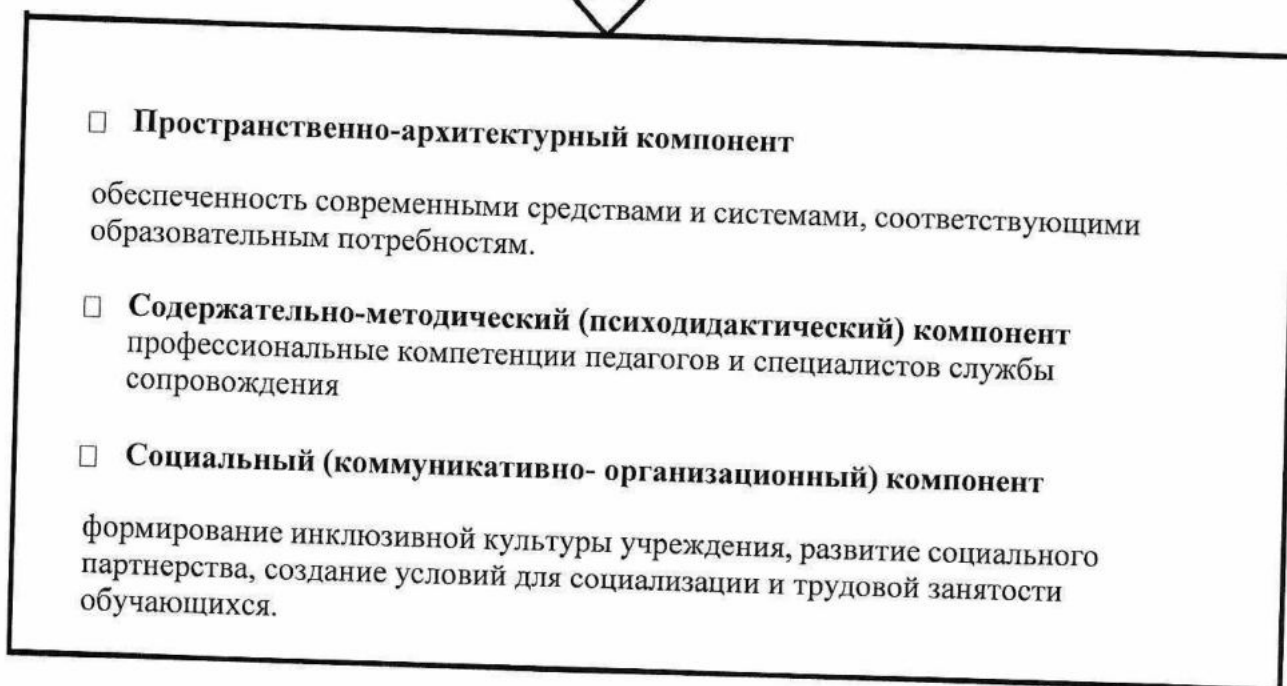 □ Пространственно-архитектурный компонент
обеспеченность современными средствами и системами, соответствующими
образовательным потребностям.
□ Содержательно-методический (психодидактический) компонент
профессиональные компетенции педагогов и специалистов службы
сопровождения
□ Социальный (коммуникативно- организационный) компонент
формирование инклюзивной культуры учреждения, развитие социального
партнерства, создание условий для социализации и трудовой занятости
обучающихся.